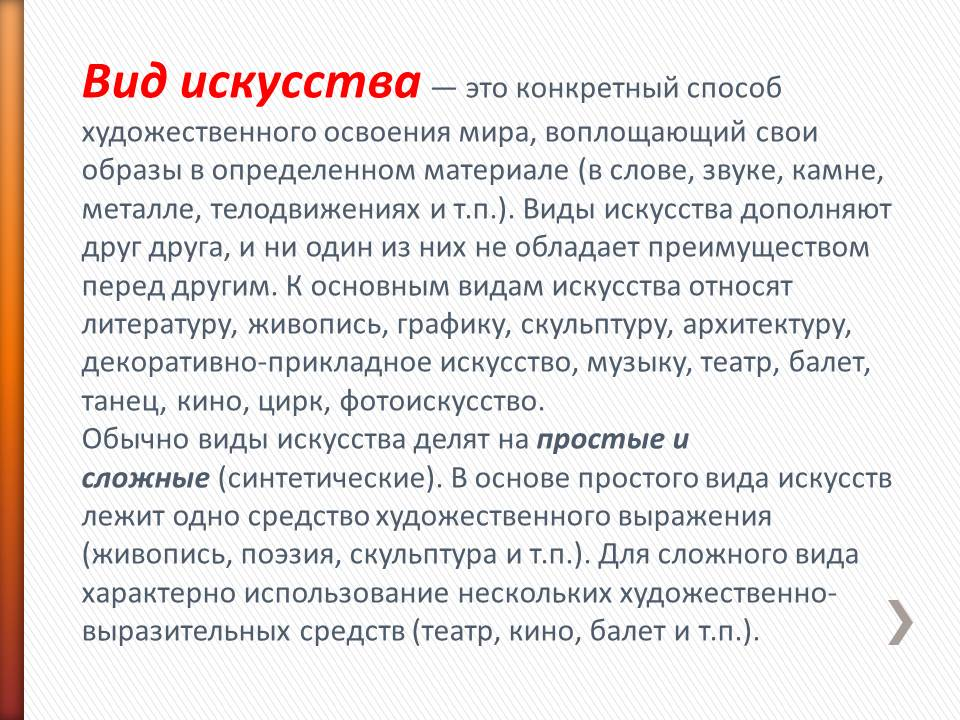 Вид искусства — это конкретный способ
художественного освоения мира, воплощающий свои
образы в определенном материале (в слове, звуке, камне,
металле, телодвижениях и т.п.). Виды искусства дополняют
друг друга, и ни один из них не обладает преимуществом
перед другим. К основным видам искусства относят
литературу, живопись, графику, скульптуру, архитектуру,
декоративно-прикладное искусство, музыку, театр, балет,
танец, кино, цирк, фотоискусство.
Обычно виды искусства делят на простые и
сложные (синтетические). В основе простого вида искусств
лежит одно средство художественного выражения
(живопись, поэзия, скульптура и т.п.). Для сложного вида
характерно использование нескольких художественно-
выразительных средств (театр, кино, балет и т.п.).